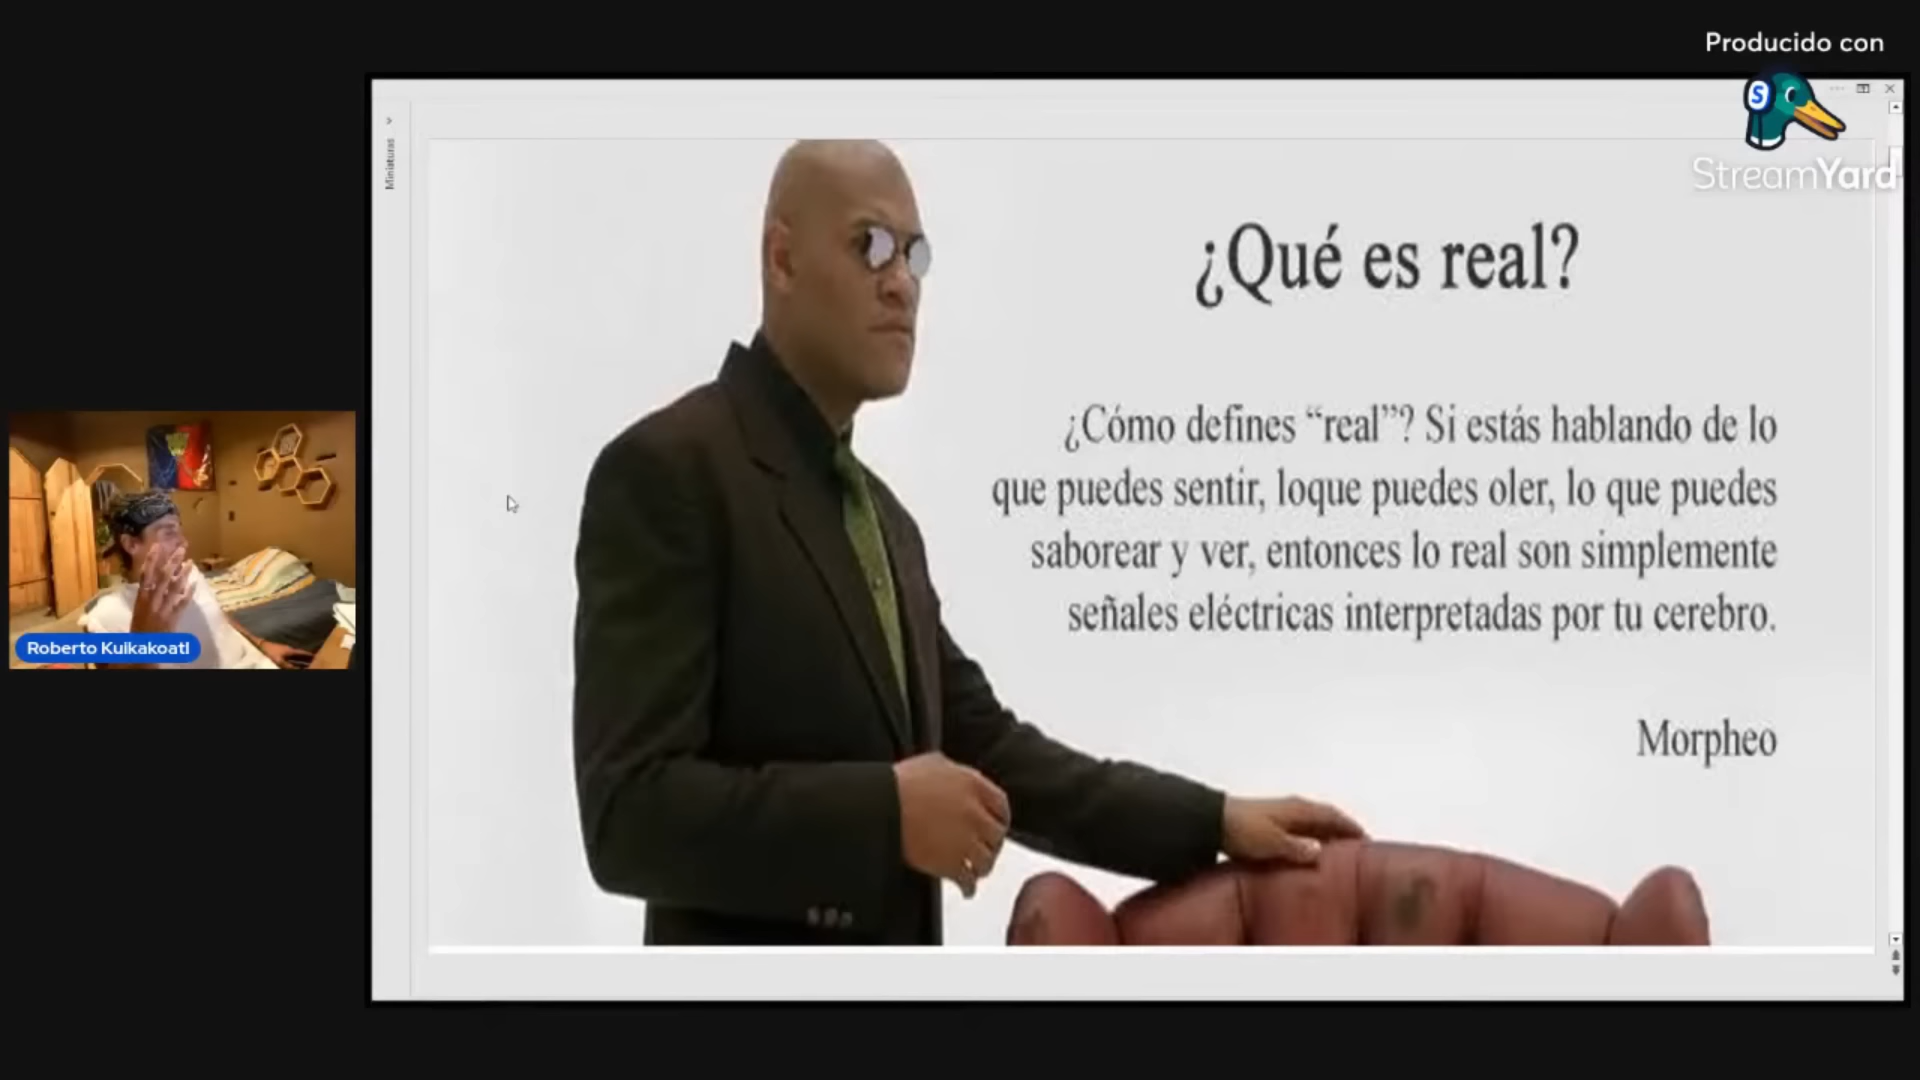 Producido con
StreamYard
Miniaturas
¿Qué es real?
¿Cómo defines “real”? Si estás hablando de lo
que puedes sentir, loque puedes oler, lo que puedes
saborear y ver, entonces lo real son simplemente
señales eléctricas interpretadas por tu cerebro.
Morpheo
Roberto Kuikakoatl